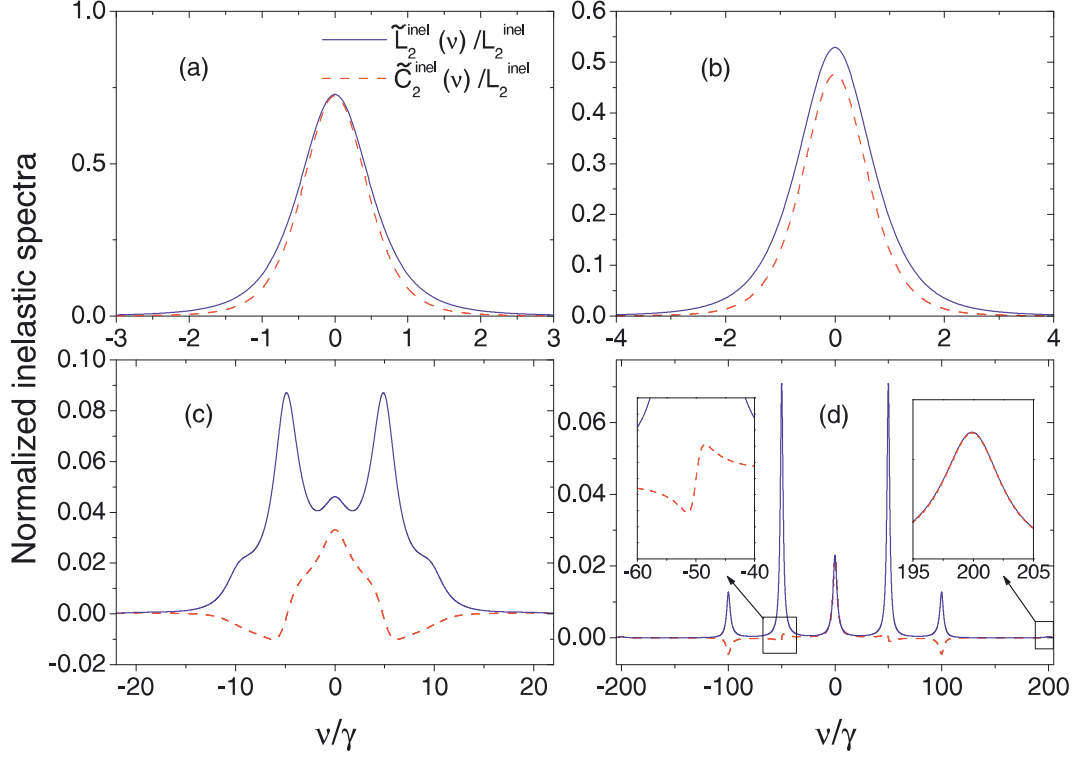 Normalized inelastic spectra
1.0
0.5
0.0
(a)
L̃₂ⁱⁿᵉˡ (ν) /L₂ⁱⁿᵉˡ
C̃₂ⁱⁿᵉˡ (ν) /L₂ⁱⁿᵉˡ
-3 -2 -1 0 1 2 3
0.6
0.5
0.4
0.3
0.2
0.1
0.0
(b)
-4 -2 0 2 4
0.10
0.08
0.06
0.04
0.02
0.00
-0.02
(c)
-20 -10 0 10 20
ν/γ
0.06
0.04
0.02
0.00
(d)
-60 -50 -40
195 200 205
-200 -100 0 100 200
ν/γ